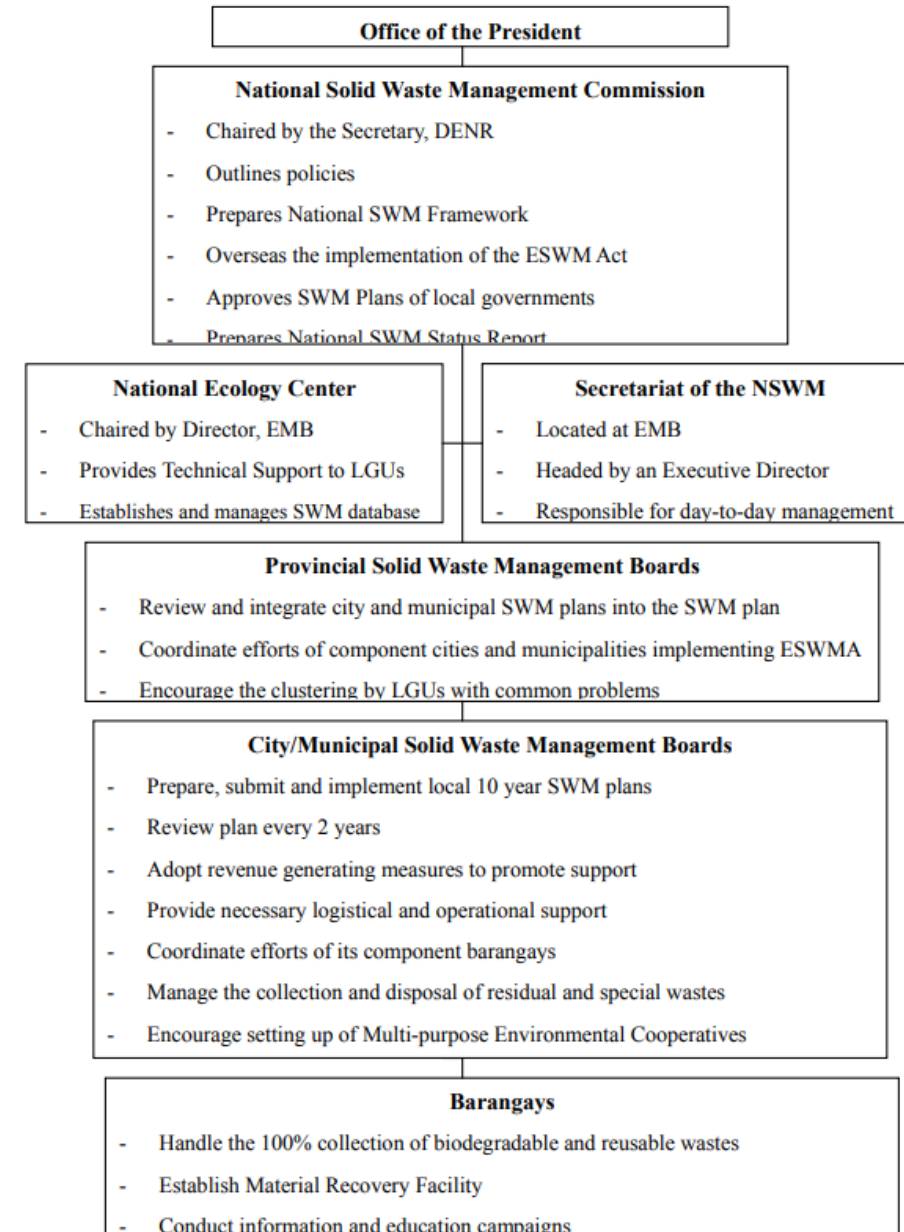 Office of the President
National Solid Waste Management Commission
- Chaired by the Secretary, DENR
- Outlines policies
- Prepares National SWM Framework
- Overseas the implementation of the ESWM Act
- Approves SWM Plans of local governments
- Prepares National SWM Status Report
National Ecology Center
- Chaired by Director, EMB
- Provides Technical Support to LGUs
- Establishes and manages SWM database
Secretariat of the NSWM
- Located at EMB
- Headed by an Executive Director
- Responsible for day-to-day management
Provincial Solid Waste Management Boards
- Review and integrate city and municipal SWM plans into the SWM plan
- Coordinate efforts of component cities and municipalities implementing ESWMA
- Encourage the clustering by LGUs with common problems
City/Municipal Solid Waste Management Boards
- Prepare, submit and implement local 10 year SWM plans
- Review plan every 2 years
- Adopt revenue generating measures to promote support
- Provide necessary logistical and operational support
- Coordinate efforts of its component barangays
- Manage the collection and disposal of residual and special wastes
- Encourage setting up of Multi-purpose Environmental Cooperatives
Barangays
- Handle the 100% collection of biodegradable and reusable wastes
- Establish Material Recovery Facility
- Conduct information and education campaigns